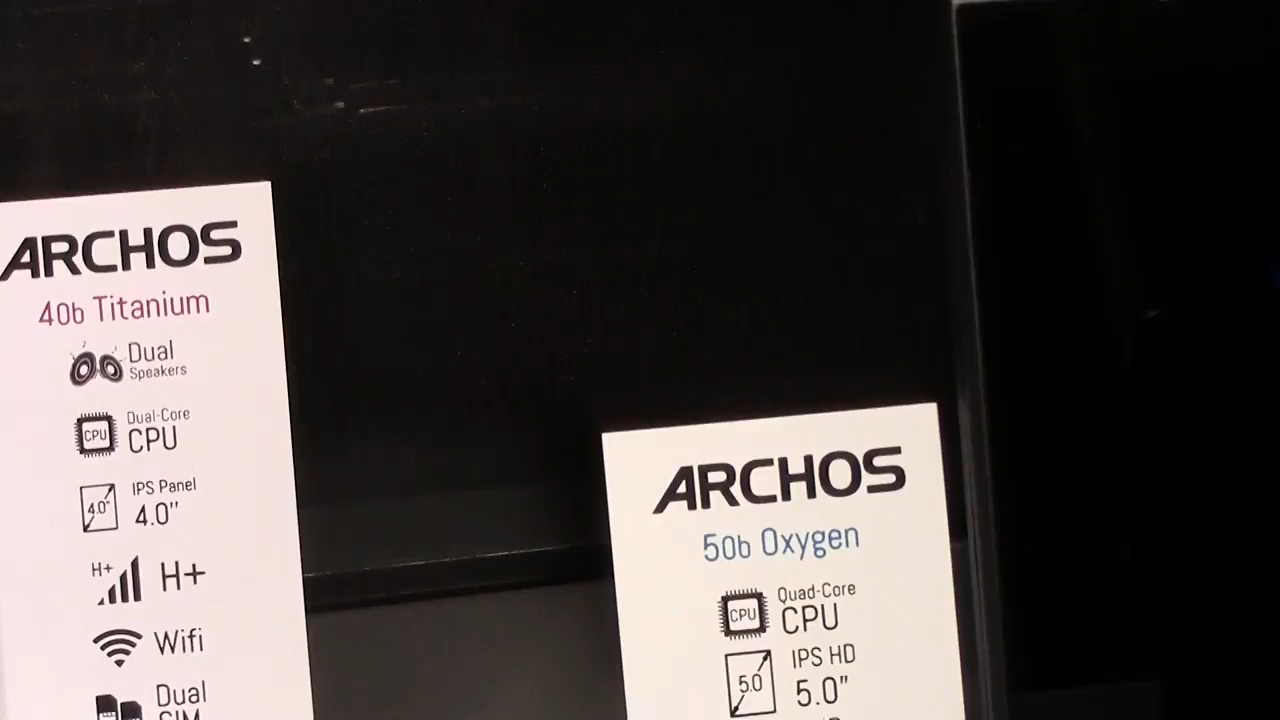 ARCHOS
40b Titanium
Dual
Speakers
CPU
Dual-Core
CPU
4.0"
IPS Panel
4.0"
H+
H+
Wifi
Dual
SIM
ARCHOS
50b Oxygen
CPU
Quad-Core
CPU
5.0
IPS HD
5.0"